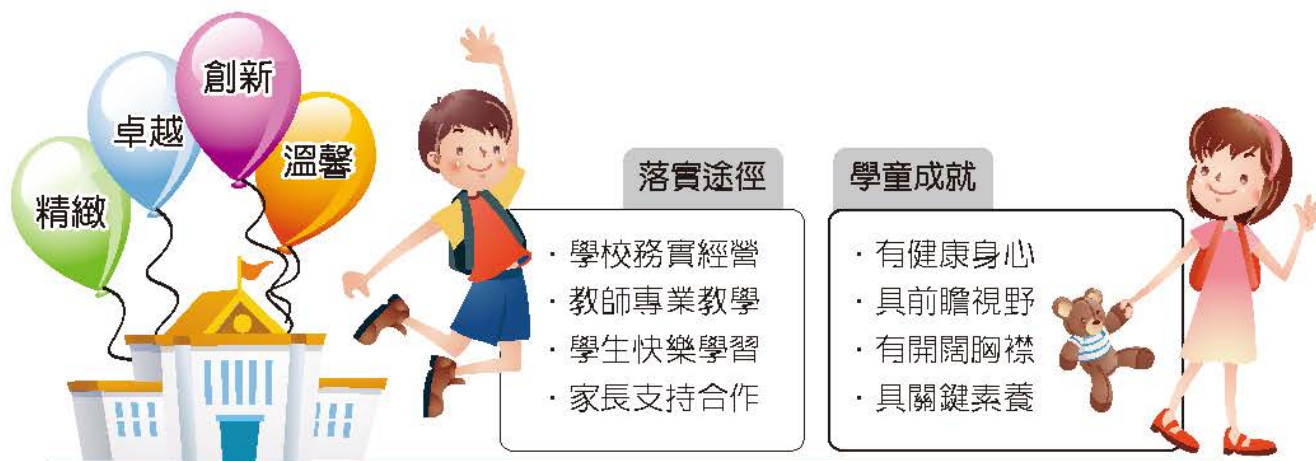 精緻
卓越
創新
溫馨
落實途徑
·學校務實經營
·教師專業教學
·學生快樂學習
·家長支持合作
學童成就
·有健康身心
·具前瞻視野
·有開闊胸襟
·具關鍵素養